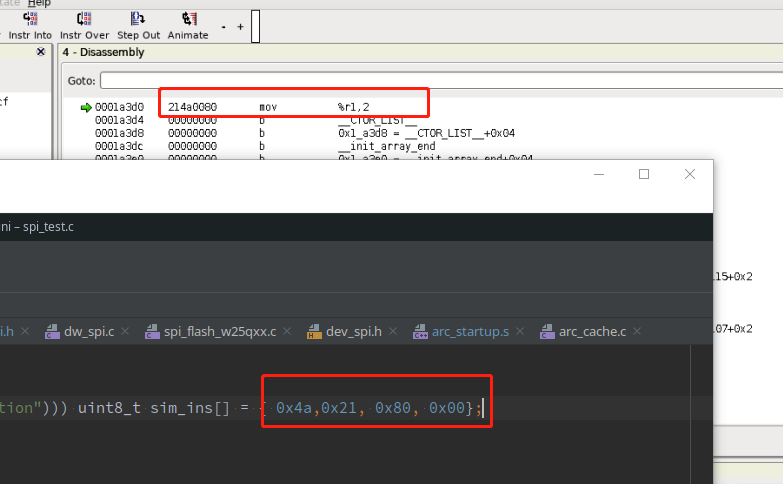 Help
Instr Into Instr Over Step Out Animate - +
4 - Disassembly
Goto:
cf
0001a3d0 214a0080 mov %r1,2
0001a3d4 00000000 b __CTOR_LIST__
0001a3d8 00000000 b 0x1_a3d8 = __CTOR_LIST__+0x04
0001a3dc 00000000 b __init_array_end
0001a3e0 00000000 b 0x1_a3e0 = __init_array_end+0x04
ni – spi_test.c
l15+0x2
i.h dw_spi.c spi_flash_w25qxx.c dev_spi.h arc_startup.s arc_cache.c
.07+0x2
tion"))) uint8_t sim_ins[] = { 0x4a,0x21, 0x80, 0x00};